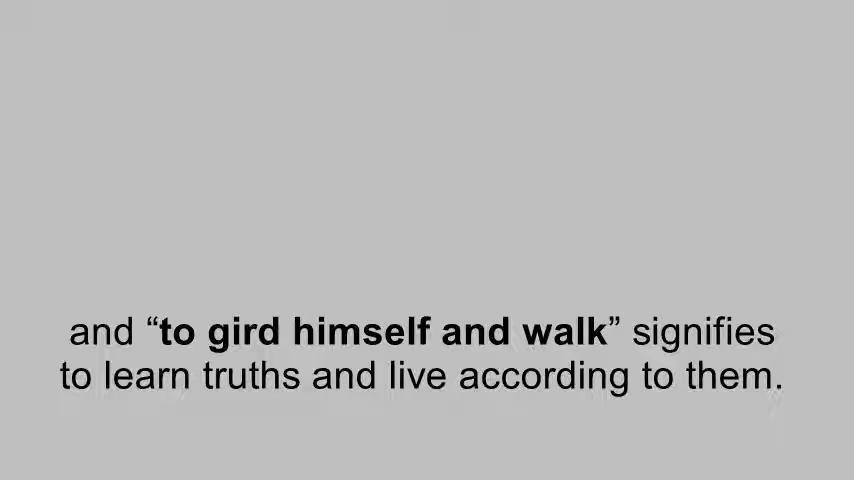 and “to gird himself and walk” signifies
to learn truths and live according to them.